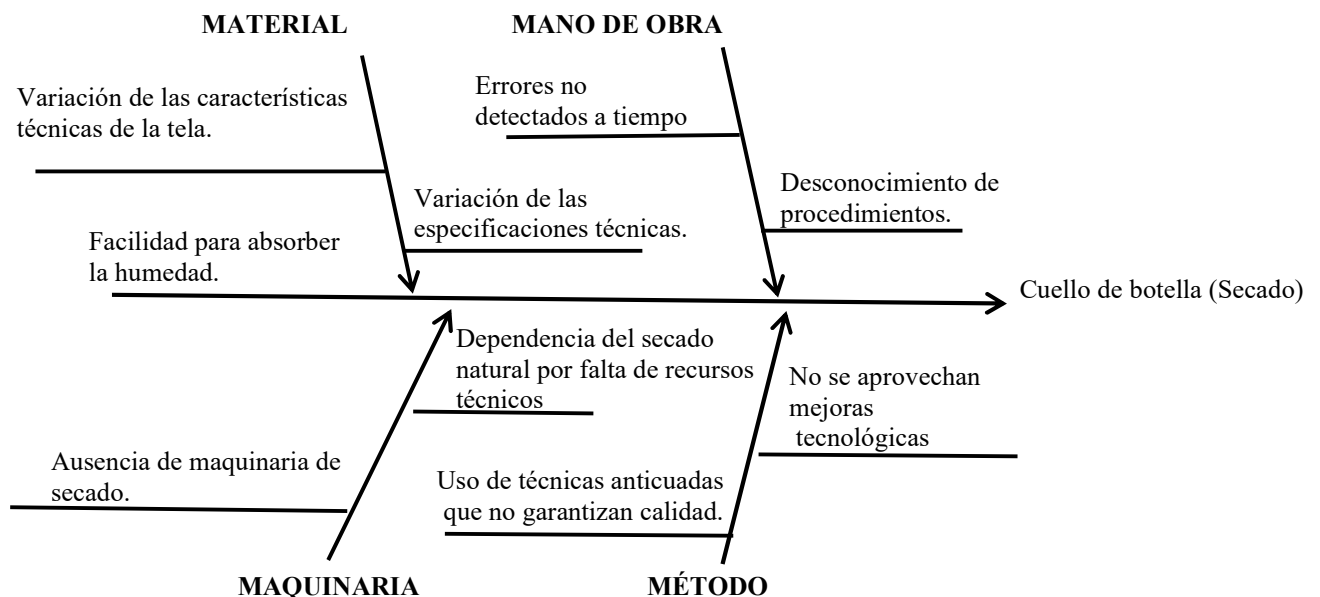 MATERIAL
MANO DE OBRA
Variación de las características
técnicas de la tela.
Errores no
detectados a tiempo
Variación de las
especificaciones técnicas.
Desconocimiento de
procedimientos.
Facilidad para absorber
la humedad.
Cuello de botella (Secado)
Dependencia del secado
natural por falta de recursos
técnicos
No se aprovechan
mejoras
tecnológicas
Ausencia de maquinaria de
secado.
Uso de técnicas anticuadas
que no garantizan calidad.
MAQUINARIA
MÉTODO